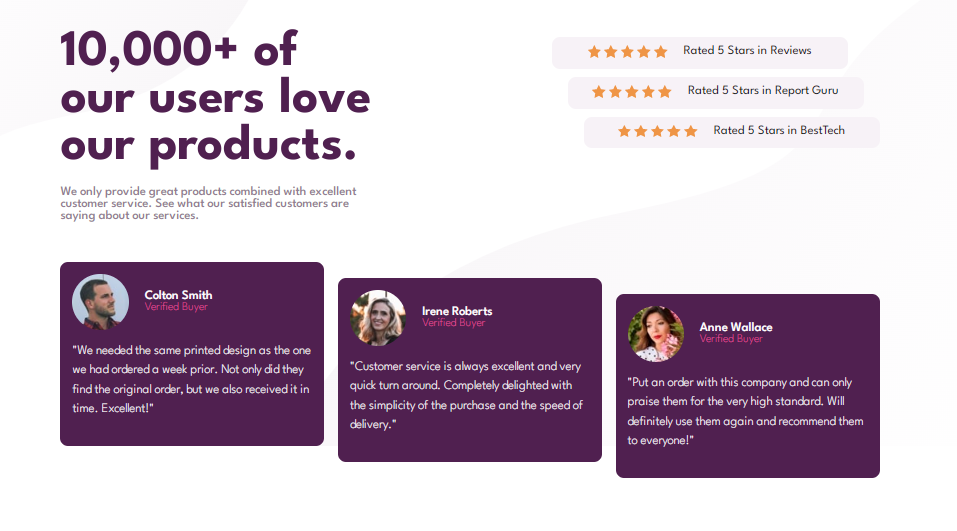 10,000+ of
our users love
our products.
We only provide great products combined with excellent
customer service. See what our satisfied customers are
saying about our services.
Rated 5 Stars in Reviews
Rated 5 Stars in Report Guru
Rated 5 Stars in BestTech
Colton Smith
Verified Buyer
"We needed the same printed design as the one
we had ordered a week prior. Not only did they
find the original order, but we also received it in
time. Excellent!"
Irene Roberts
Verified Buyer
"Customer service is always excellent and very
quick turn around. Completely delighted with
the simplicity of the purchase and the speed of
delivery."
Anne Wallace
Verified Buyer
"Put an order with this company and can only
praise them for the very high standard. Will
definitely use them again and recommend them
to everyone!"